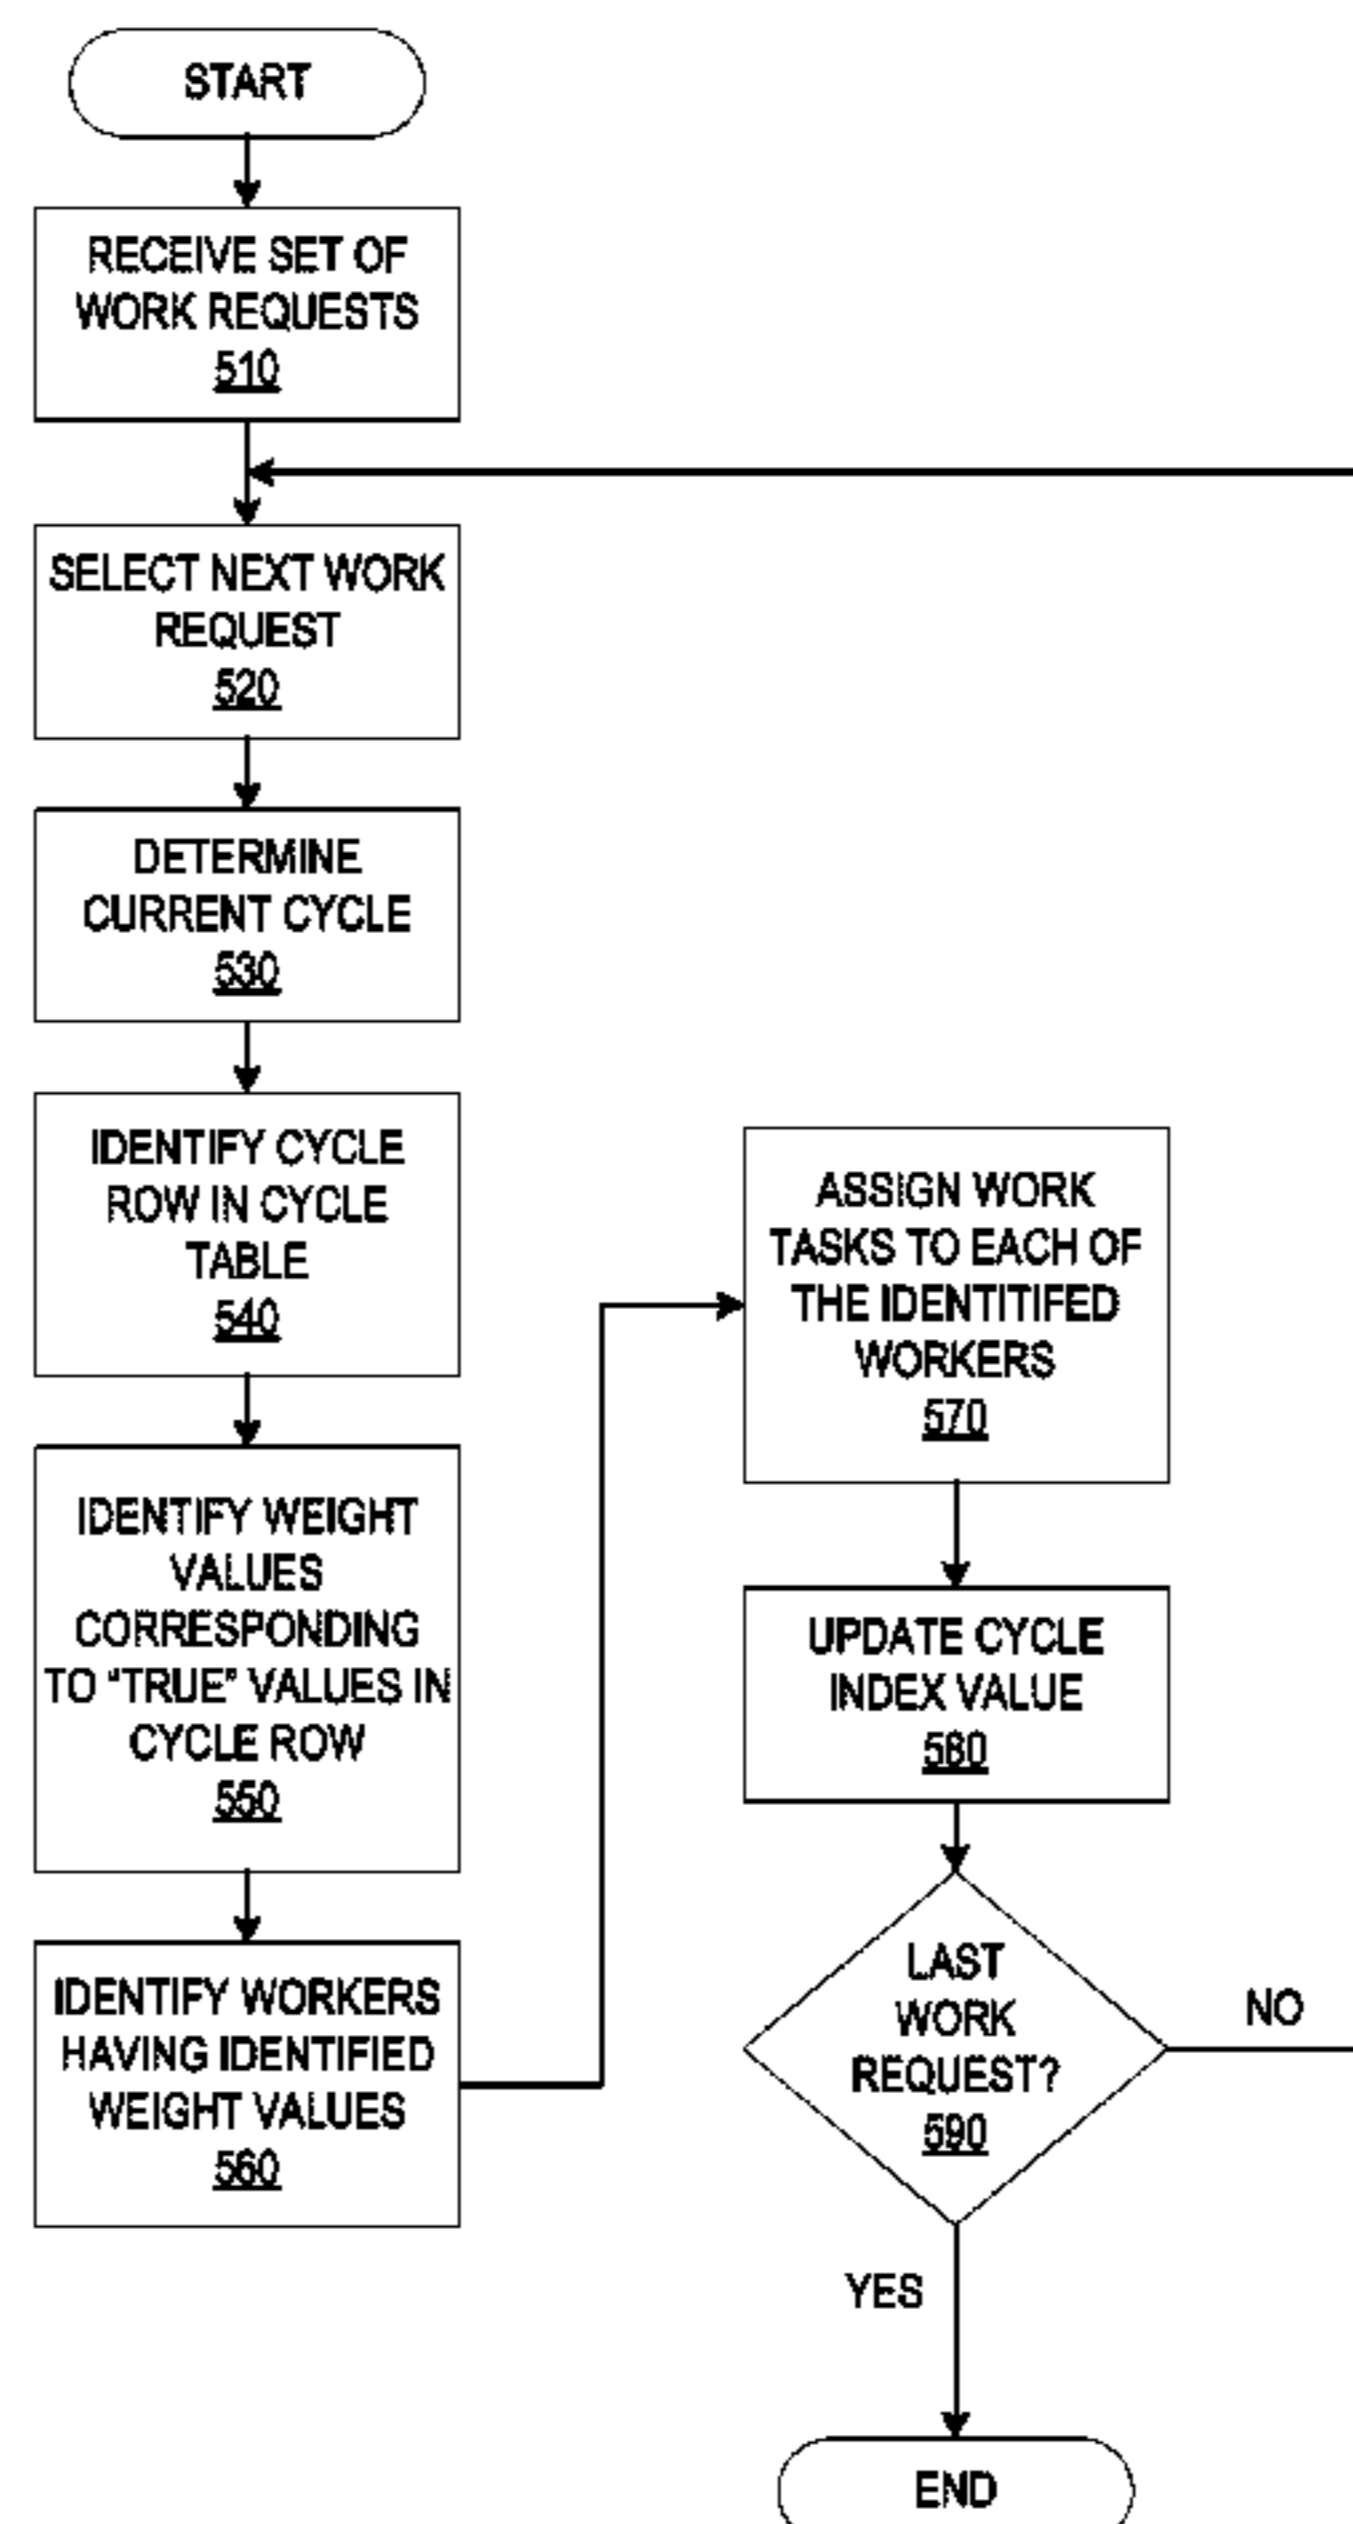 START
RECEIVE SET OF
WORK REQUESTS
510
SELECT NEXT WORK
REQUEST
520
DETERMINE
CURRENT CYCLE
530
IDENTIFY CYCLE
ROW IN CYCLE
TABLE
540
IDENTIFY WEIGHT
VALUES
CORRESPONDING
TO "TRUE" VALUES IN
CYCLE ROW
550
IDENTIFY WORKERS
HAVING IDENTIFIED
WEIGHT VALUES
560
ASSIGN WORK
TASKS TO EACH OF
THE IDENTITIFED
WORKERS
570
UPDATE CYCLE
INDEX VALUE
580
LAST
WORK
REQUEST?
590
NO
YES
END